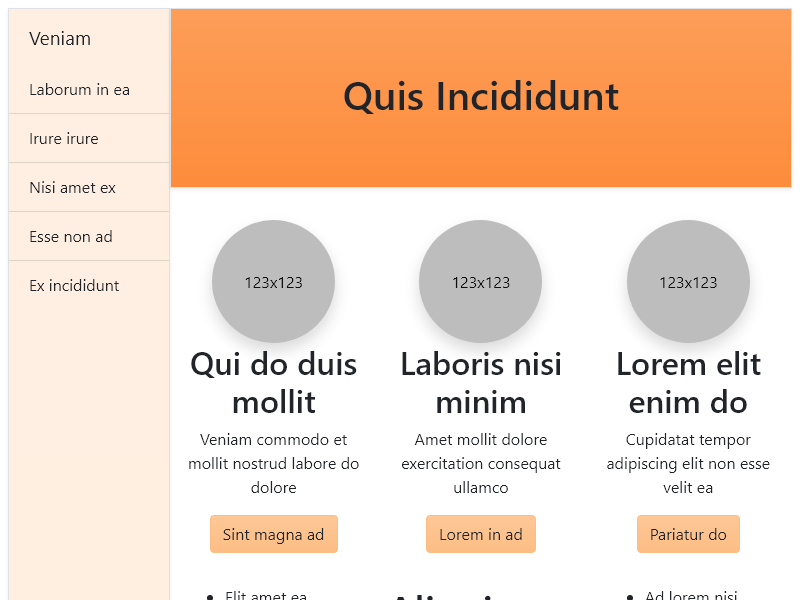 Veniam
Laborum in ea
Irure irure
Nisi amet ex
Esse non ad
Ex incididunt
Quis Incididunt
123x123
Qui do duis
mollit
Veniam commodo et
mollit nostrud labore do
dolore
Sint magna ad
123x123
Laboris nisi
minim
Amet mollit dolore
exercitation consequat
ullamco
Lorem in ad
123x123
Lorem elit
enim do
Cupidatat tempor
adipiscing elit non esse
velit ea
Pariatur do
Elit amet ea
Ad lorem nisi